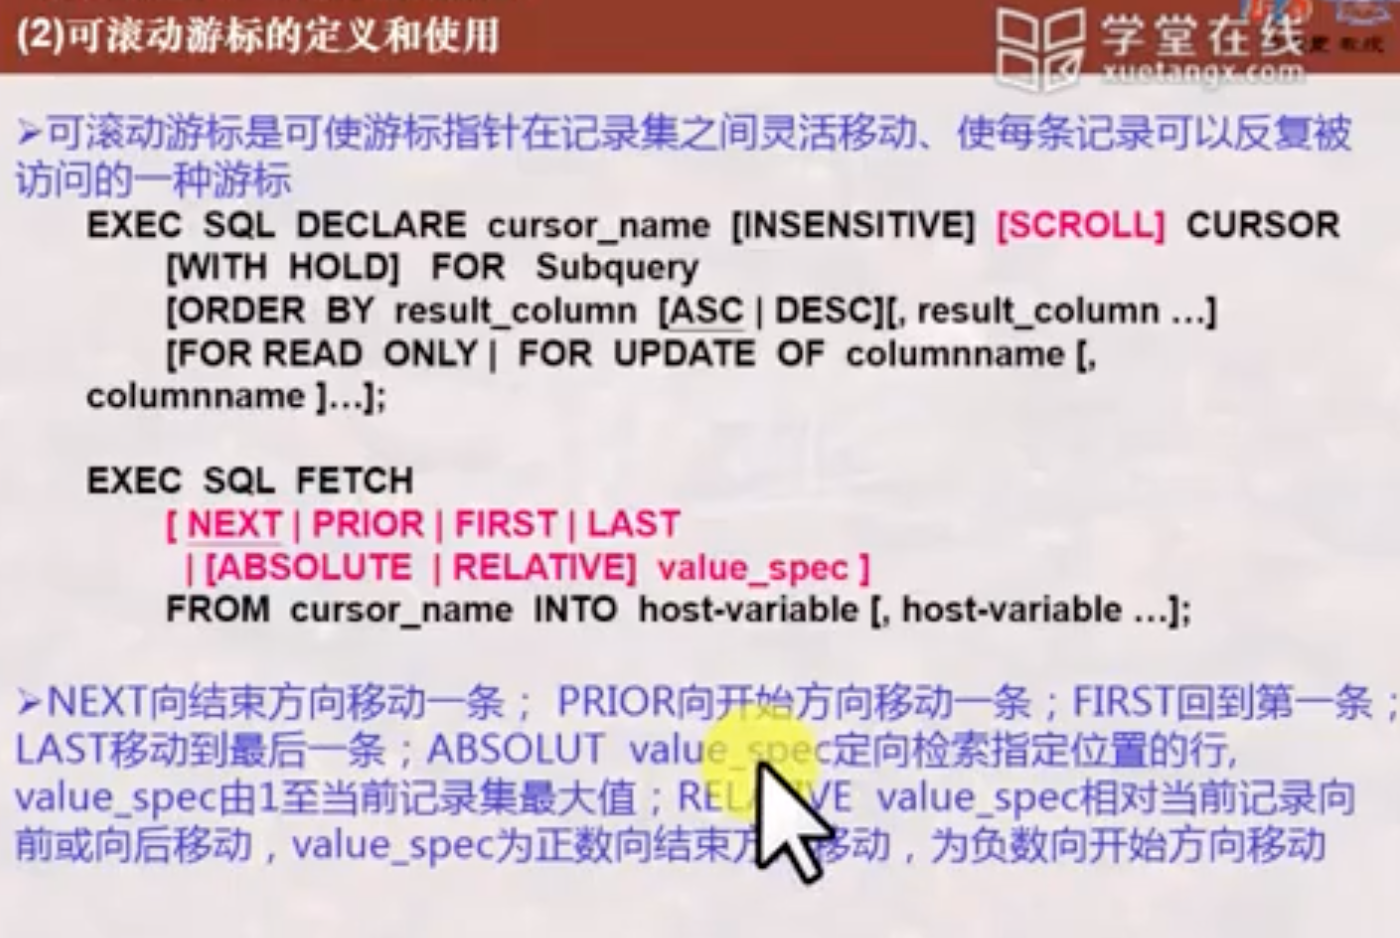 (2)可滚动游标的定义和使用
学堂在线
xuetangx.com
➢可滚动游标是可使游标指针在记录集之间灵活移动、使每条记录可以反复被
访问的一种游标
EXEC SQL DECLARE cursor_name [INSENSITIVE] [SCROLL] CURSOR
[WITH HOLD] FOR Subquery
[ORDER BY result_column [ASC | DESC][, result_column …]
[FOR READ ONLY | FOR UPDATE OF columnname [,
columnname ]…];
EXEC SQL FETCH
[ NEXT | PRIOR | FIRST | LAST
| [ABSOLUTE | RELATIVE] value_spec ]
FROM cursor_name INTO host-variable [, host-variable …];
➢NEXT向结束方向移动一条； PRIOR向开始方向移动一条；FIRST回到第一条；
LAST移动到最后一条；ABSOLUT value_spec定向检索指定位置的行,
value_spec由1至当前记录集最大值；RELATIVE value_spec相对当前记录向
前或向后移动，value_spec为正数向结束方向移动，为负数向开始方向移动